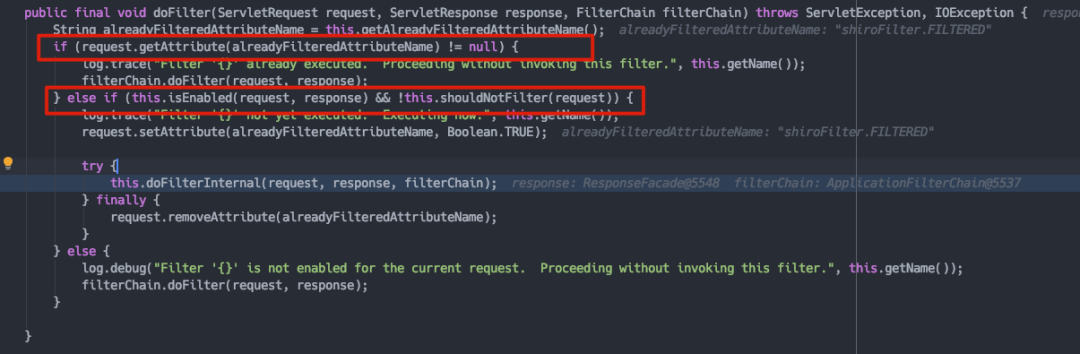 public final void doFilter(ServletRequest request, ServletResponse response, FilterChain filterChain) throws ServletException, IOException {
String alreadyFilteredAttributeName = this.getAlreadyFilteredAttributeName(); alreadyFilteredAttributeName: "shiroFilter.FILTERED"
if (request.getAttribute(alreadyFilteredAttributeName) != null) {
log.trace("Filter '{}' already executed.  Proceeding without invoking this filter.", this.getName());
filterChain.doFilter(request, response);
} else if (this.isEnabled(request, response) && !this.shouldNotFilter(request)) {
log.trace("Filter '{}' not yet executed.  Executing now.", this.getName());
request.setAttribute(alreadyFilteredAttributeName, Boolean.TRUE); alreadyFilteredAttributeName: "shiroFilter.FILTERED"
try {
this.doFilterInternal(request, response, filterChain); response: ResponseFacade@5548 filterChain: ApplicationFilterChain@5537
} finally {
request.removeAttribute(alreadyFilteredAttributeName);
}
} else {
log.debug("Filter '{}' is not enabled for the current request.  Proceeding without invoking this filter.", this.getName());
filterChain.doFilter(request, response);
}
}